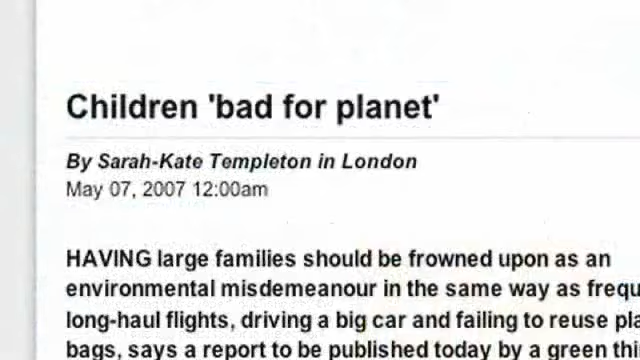 Children 'bad for planet'
By Sarah-Kate Templeton in London
May 07, 2007 12:00am
HAVING large families should be frowned upon as an
environmental misdemeanour in the same way as
long-haul flights, driving a big car and failing to reuse
bags, says a report to be published today by a green